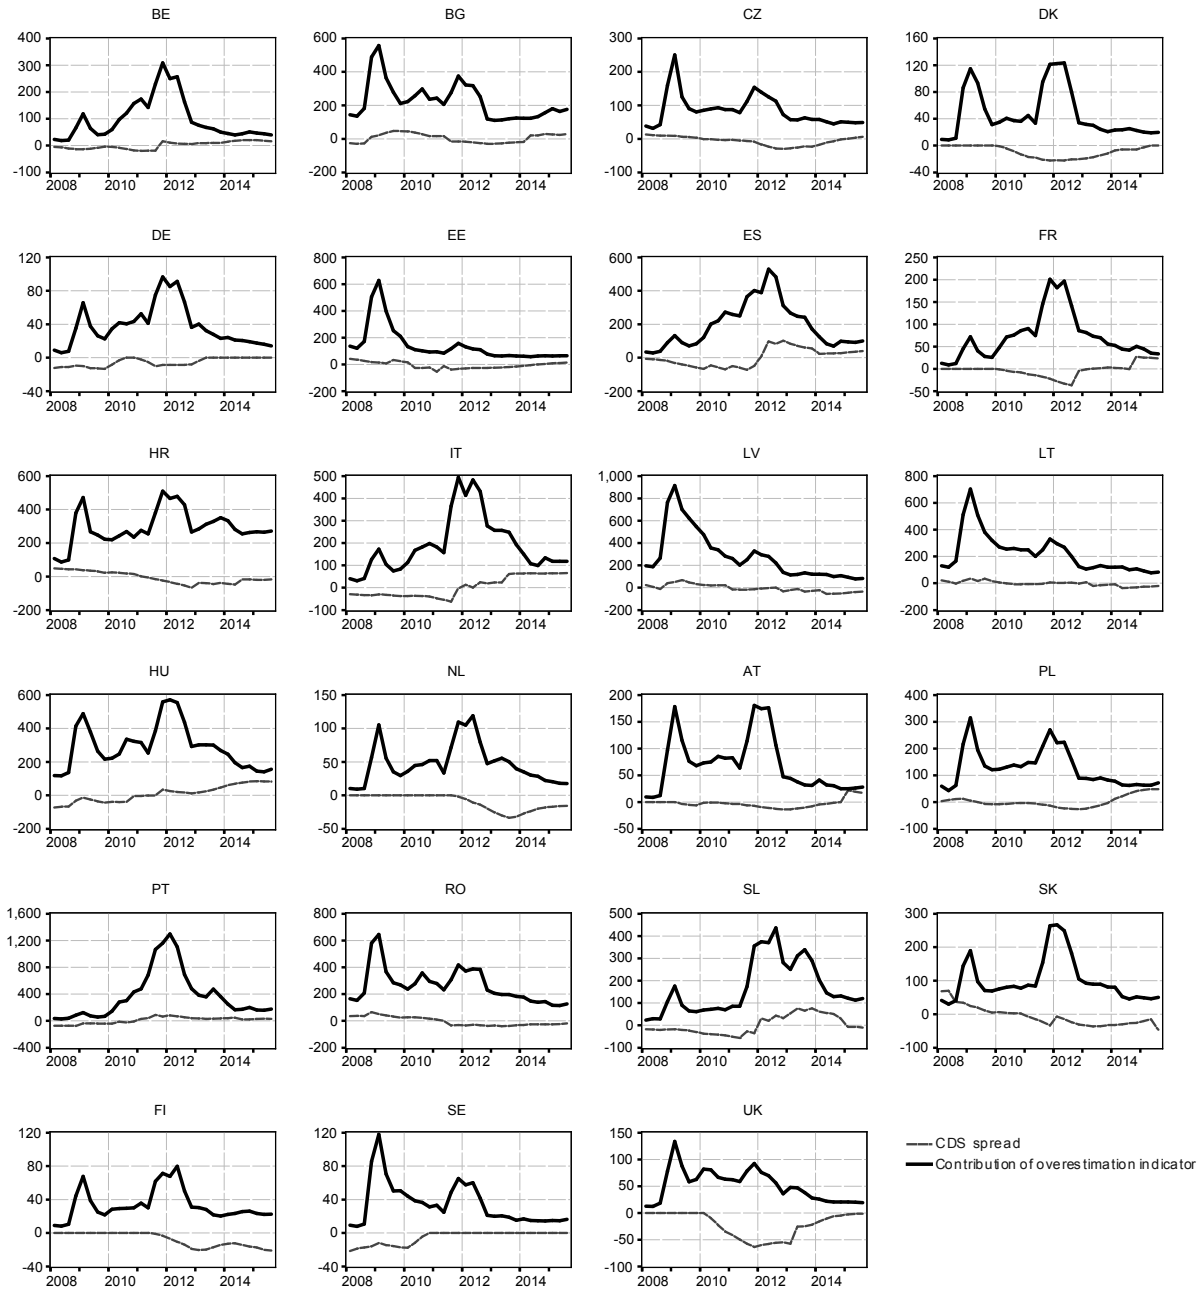 BE BG CZ DK
400 600 300 160
300 400 200 120
200 200 100 80
100 0 0 40
0 -200 -100 0
-100 -40
2008 2010 2012 2014 2008 2010 2012 2014 2008 2010 2012 2014 2008 2010 2012 2014
DE EE ES FR
120 800 600 250
80 600 400 200
40 400 200 150
0 200 0 100
-40 0 -200 50
-200 0
-50
2008 2010 2012 2014 2008 2010 2012 2014 2008 2010 2012 2014 2008 2010 2012 2014
HR IT LV LT
600 500 1,000 800
400 400 800 600
200 300 600 400
0 200 400 200
-200 100 200 0
0 0 -200
-100 -200
2008 2010 2012 2014 2008 2010 2012 2014 2008 2010 2012 2014 2008 2010 2012 2014
HU NL AT PL
600 150 200 400
400 100 150 300
200 50 100 200
0 0 50 100
-200 -50 0 0
-50 -100
2008 2010 2012 2014 2008 2010 2012 2014 2008 2010 2012 2014 2008 2010 2012 2014
PT RO SL SK
1,600 800 500 300
1,200 600 400 200
800 400 300 100
400 200 200 0
0 0 100 -100
-400 -200 0
-100
2008 2010 2012 2014 2008 2010 2012 2014 2008 2010 2012 2014 2008 2010 2012 2014
FI SE UK
120 120 150
80 80 100
40 40 50
0 0 0
-40 -40 -50
-100
2008 2010 2012 2014 2008 2010 2012 2014 2008 2010 2012 2014
CDS spread
Contribution of overestimation indicator